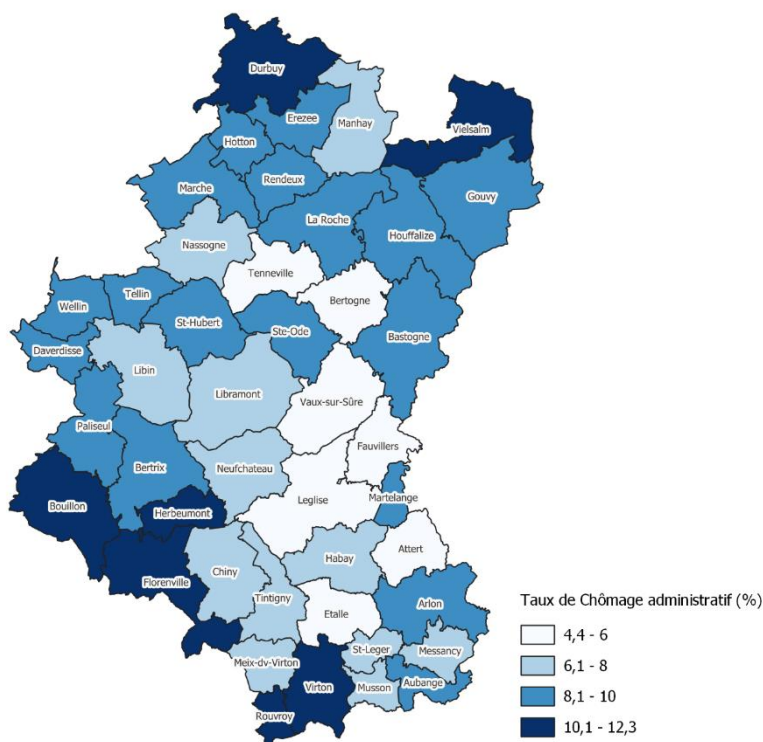 Durbuy
Vielsalm
Erezee
Manhay
Hotton
Rendeux
Marche
Gouvy
La Roche
Houffalize
Nassogne
Tenneville
Bertogne
Tellin
Wellin
St-Hubert
Ste-Ode
Bastogne
Daverdisse
Libin
Libramont
Vaux-sur-Sûre
Paliseul
Fauvillers
Bertrix
Neufchateau
Leglise
Martelange
Bouillon
Herbeumont
Attert
Habay
Chiny
Florenville
Tintigny
Arlon
Etalle
St-Leger
Messancy
Meix-dv-Virton
Virton
Musson
Aubange
Rouvroy
Taux de Chômage administratif (%)
4,4 - 6
6,1 - 8
8,1 - 10
10,1 - 12,3